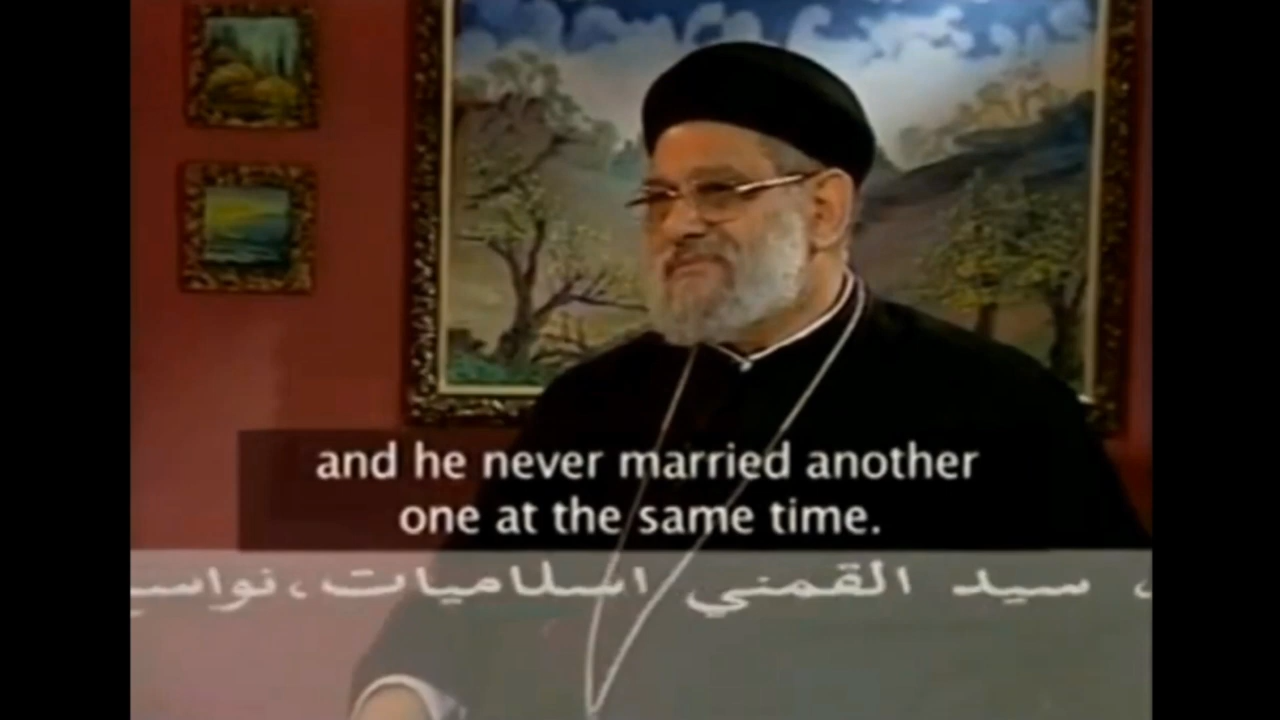 and he never married another
one at the same time.
، سيد القمني اسلاميات،